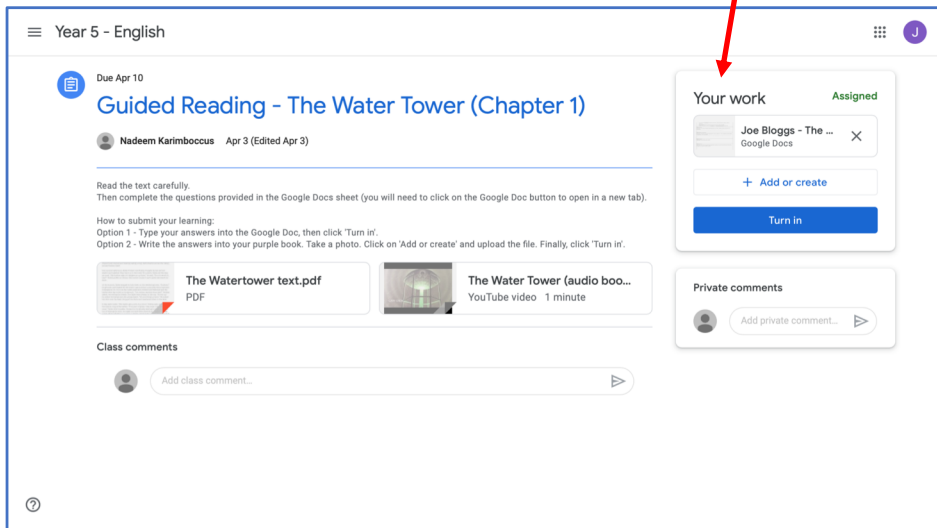 Year 5 - English
J
Due Apr 10
Guided Reading - The Water Tower (Chapter 1)
Nadeem Karimboccus Apr 3 (Edited Apr 3)
Read the text carefully.
Then complete the questions provided in the Google Docs sheet (you will need to click on the Google Doc button to open in a new tab).
How to submit your learning:
Option 1 - Type your answers into the Google Doc, then click 'Turn in'.
Option 2 - Write the answers into your purple book. Take a photo. Click on 'Add or create' and upload the file. Finally, click 'Turn in'.
The Watertower text.pdf
PDF
The Water Tower (audio boo...
YouTube video 1 minute
Class comments
Add class comment...
Your work
Assigned
Joe Bloggs - The ...
Google Docs
+ Add or create
Turn in
Private comments
Add private comment...